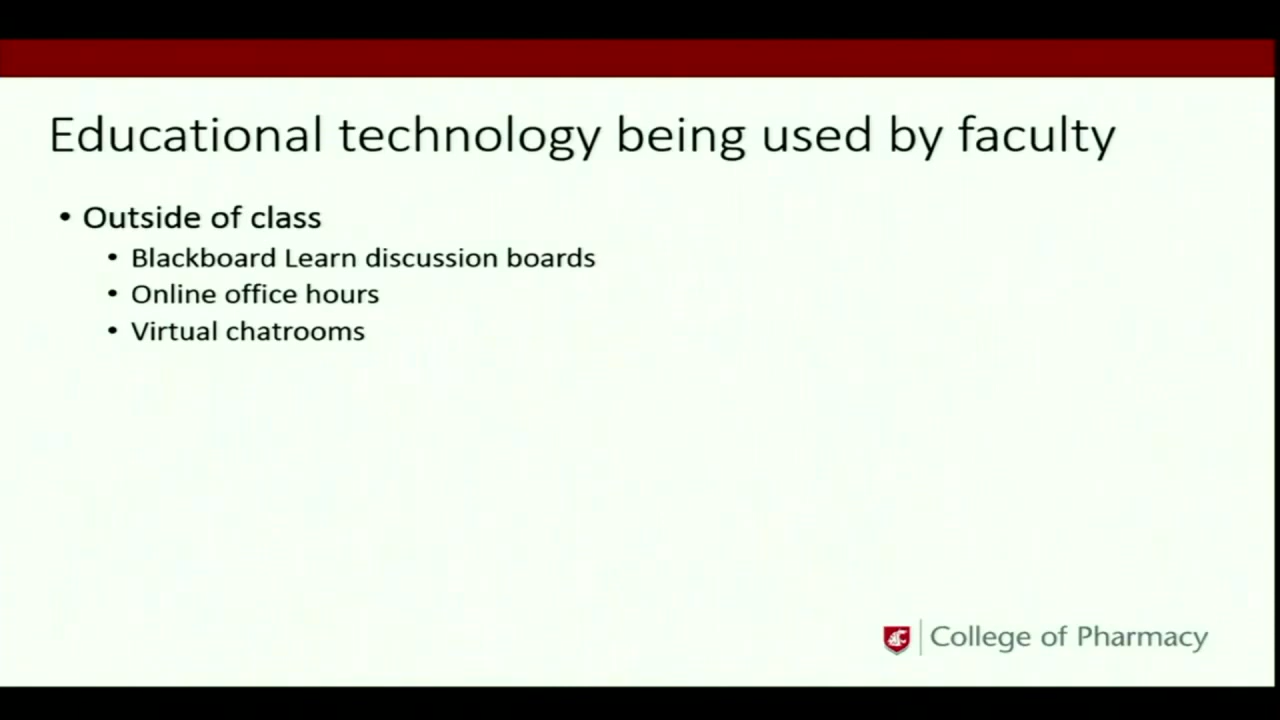 Educational technology being used by faculty
• Outside of class
• Blackboard Learn discussion boards
• Online office hours
• Virtual chatrooms
College of Pharmacy